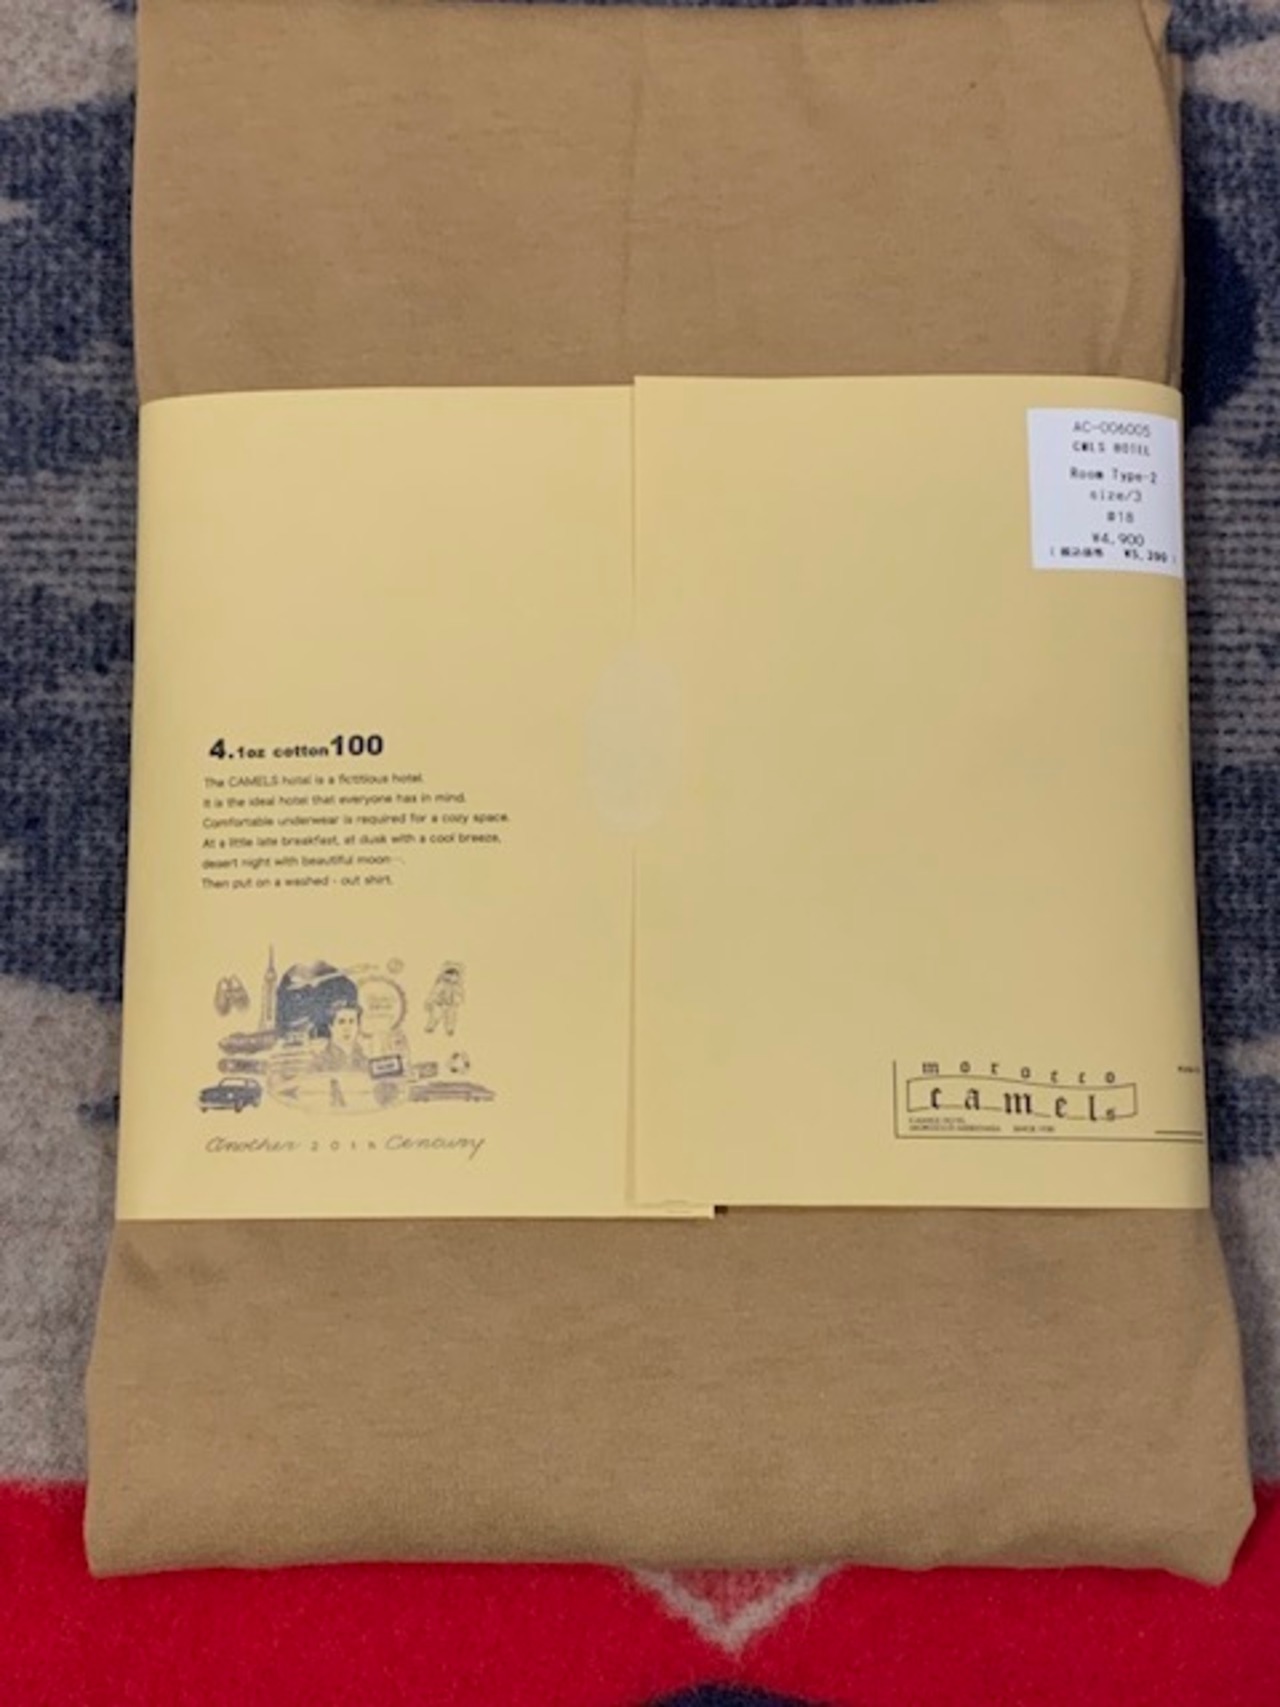 AC-006005
CMLS HOTEL
Room Type-2
size/3
#18
¥4,900
4.1oz cotton100
The CAMELS hotel is a fictitious hotel.
It is the ideal hotel that everyone has in mind.
Comfortable underwear is required for a cozy space.
At a little late breakfast, at dusk with a cool breeze,
desert night with beautiful moon….
Then put on a washed - out shirt.
Another 20th Century
morocco
camels